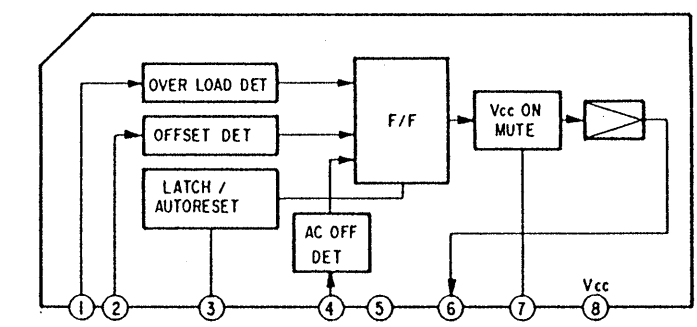 OVER LOAD DET
OFFSET DET
LATCH /
AUTORESET
F/F
Vcc ON
MUTE
AC OFF
DET
Vcc
1 2 3 4 5 6 7 8